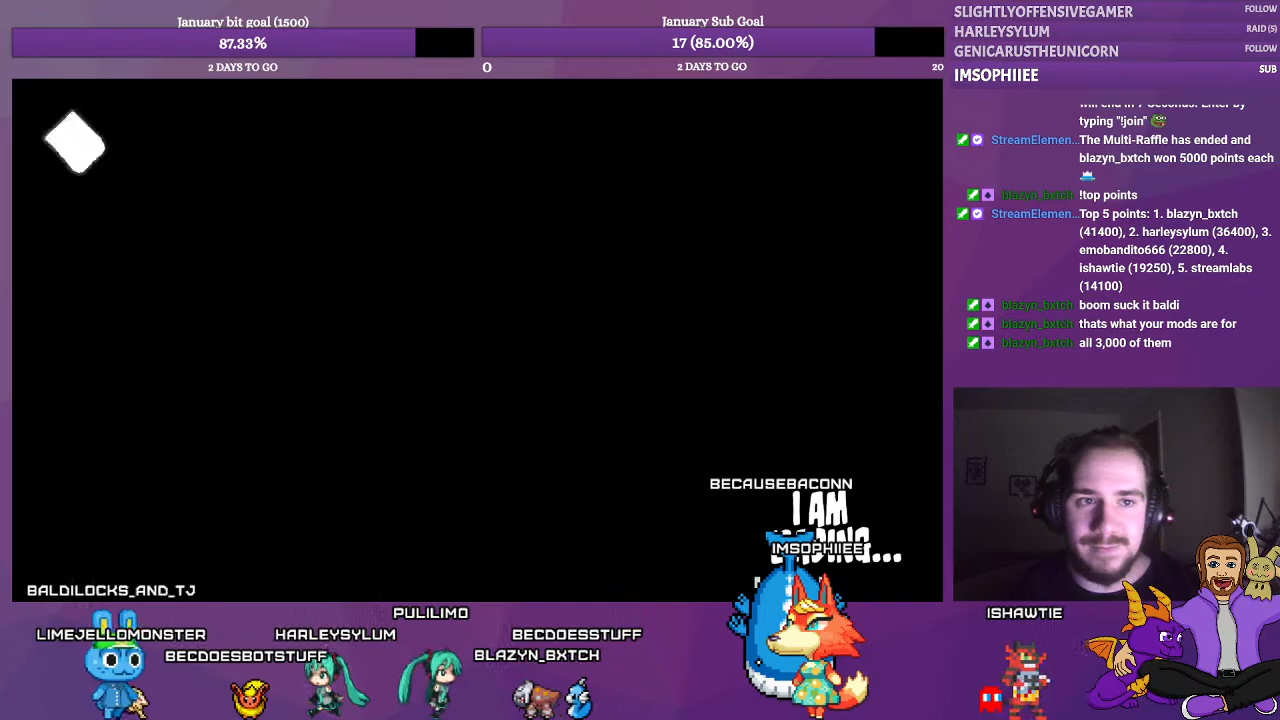 January bit goal (1500)
87.33%
2 DAYS TO GO
January Sub Goal
17 (85.00%)
0
2 DAYS TO GO
20
SLIGHTLYOFFENSIVEGAMER FOLLOW
HARLEYSYLUM RAID (5)
GENICARUSTHEUNICORN FOLLOW
IMSOPHIIEE SUB
will end in 7 Seconds. Enter by
typing "!join"
StreamElemen... The Multi-Raffle has ended and
blazyn_bxtch won 5000 points each
blazyn_bxtch !top points
StreamElemen... Top 5 points: 1. blazyn_bxtch
(41400), 2. harleysylum (36400), 3.
emobandito666 (22800), 4.
ishawtie (19250), 5. streamlabs
(14100)
blazyn_bxtch boom suck it baldi
blazyn_bxtch thats what your mods are for
blazyn_bxtch all 3,000 of them
BECAUSEBACONN
I AM
IMSOPHIIEE
BALDILOCKS_AND_TJ
PULILIMO
ISHAWTIE
LIMEJELLOMONSTER
HARLEYSYLUM
BECDOESSTUFF
BECDOESBOTSTUFF
BLAZYN_BXTCH